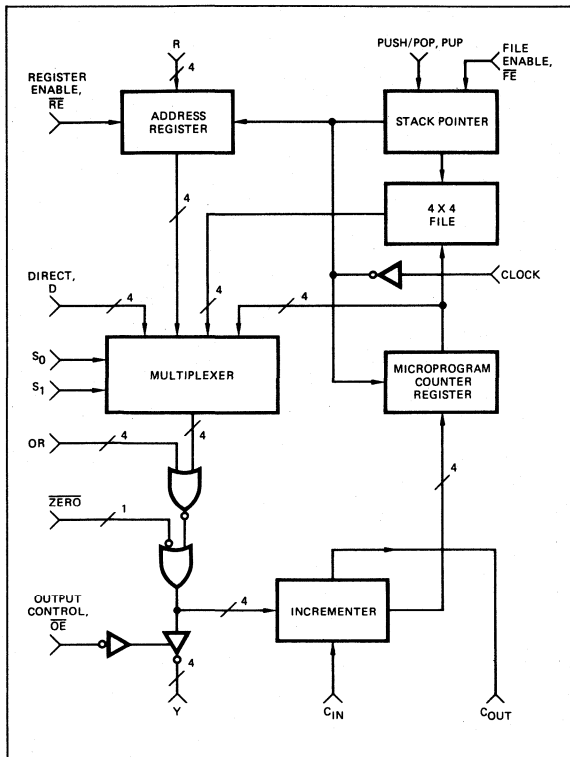 R
4
PUSH/POP, PUP
FILE
ENABLE,
FE
REGISTER
ENABLE,
RE
ADDRESS
REGISTER
STACK POINTER
4
4 X 4
FILE
DIRECT,
D
4
4
4
CLOCK
S0
S1
MULTIPLEXER
MICROPROGRAM
COUNTER
REGISTER
OR
4
4
4
ZERO
1
OUTPUT
CONTROL,
OE
4
INCREMENTER
4
Y
CIN
COUT